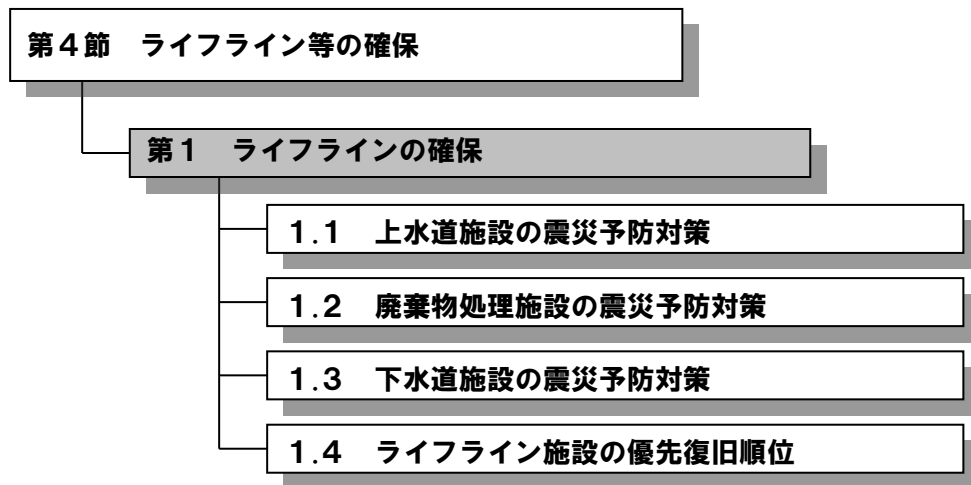 第４節　ライフライン等の確保
第１　ライフラインの確保
１.１　上水道施設の震災予防対策
１.２　廃棄物処理施設の震災予防対策
１.３　下水道施設の震災予防対策
１.４　ライフライン施設の優先復旧順位